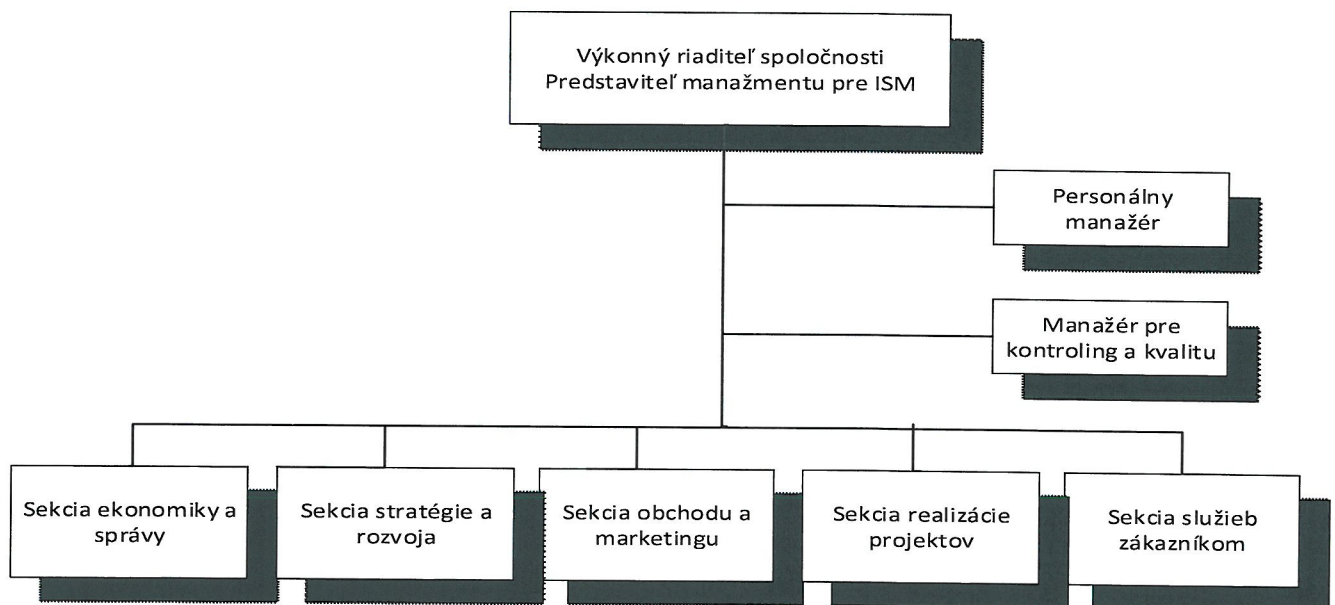 Výkonný riaditeľ spoločnosti
Predstaviteľ manažmentu pre ISM
Personálny
manažér
Manažér pre
kontroling a kvalitu
Sekcia ekonomiky a
správy
Sekcia stratégie a
rozvoja
Sekcia obchodu a
marketingu
Sekcia realizácie
projektov
Sekcia služieb
zákazníkom